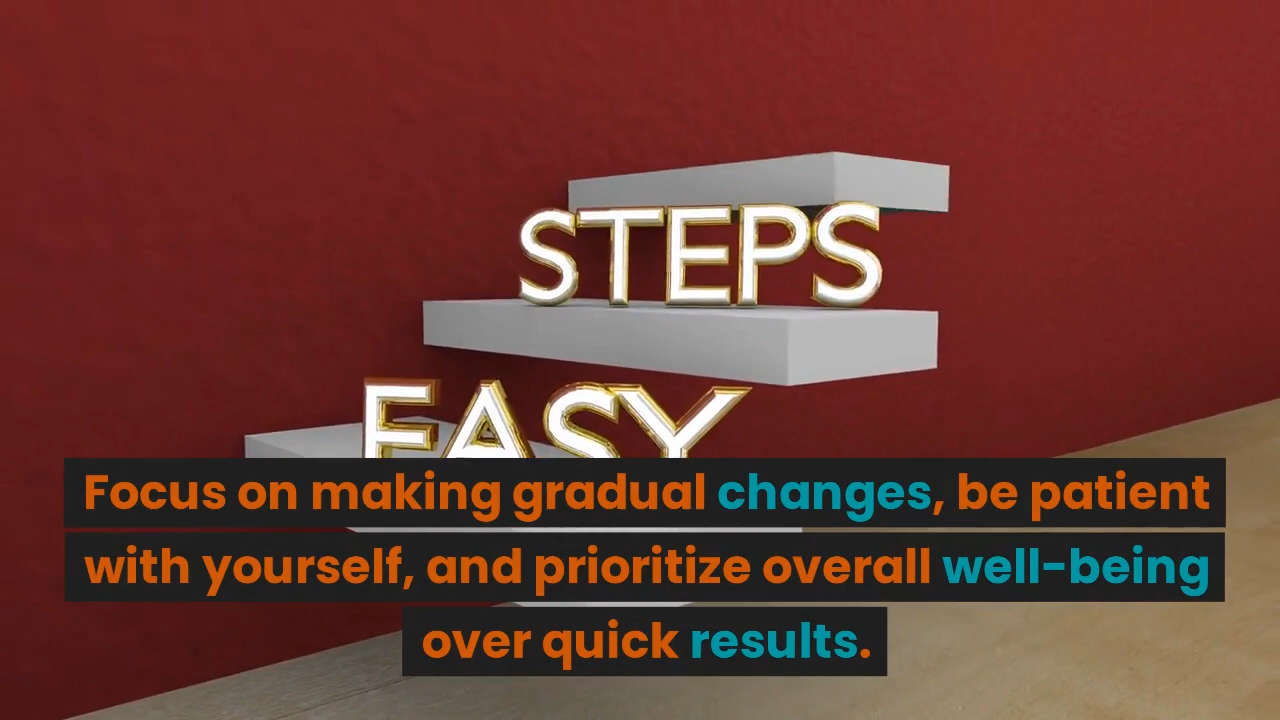 STEPS
EASY
Focus on making gradual changes, be patient
with yourself, and prioritize overall well-being
over quick results.